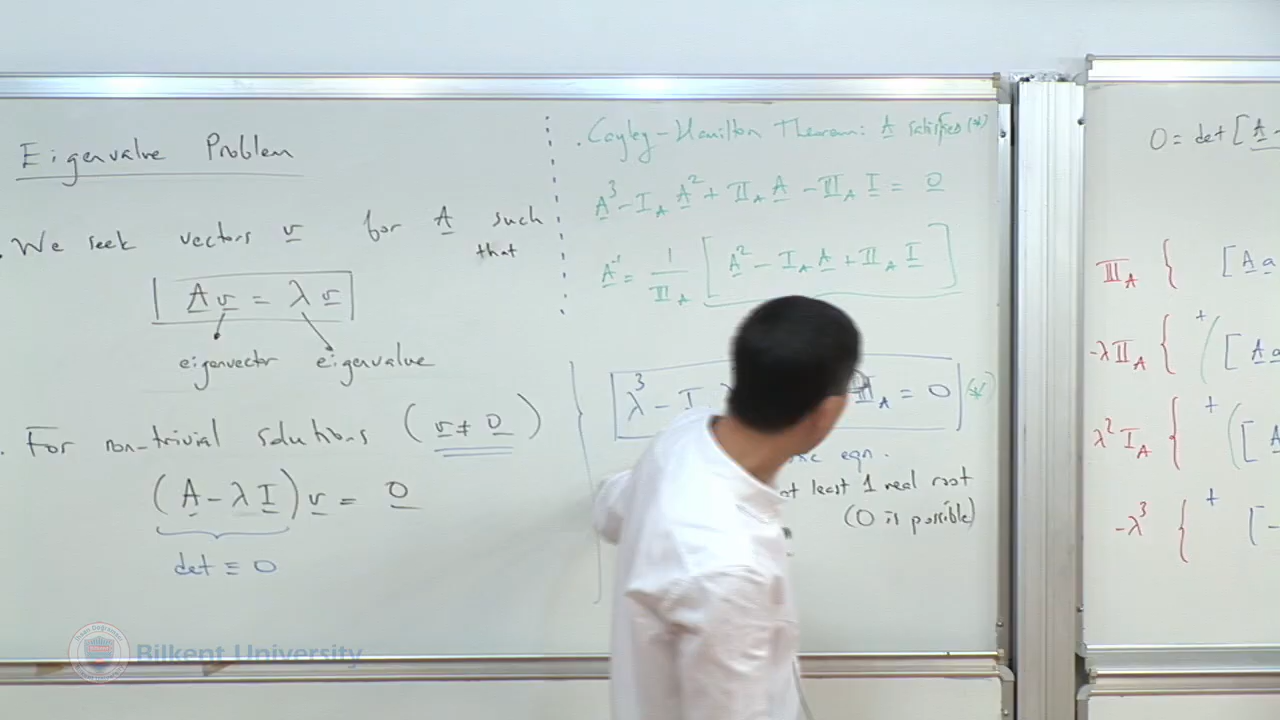 Eigenvalue Problem
. We seek vectors v for A such
that
A v = λ v
eigenvector eigenvalue
. For non-trivial solutions (v ≠ 0)
(A - λ I) v = 0
det ≡ 0
. Cayley-Hamilton Theorem: A satisfies (*)
A³ - I_A A² + II_A A - III_A I = 0
A⁻¹ = 1/III_A [A² - I_A A + II_A I]
λ³ - I III_A = 0 (*)
eqn.
at least 1 real root
(0 is possible)
0 = det [A
III_A { [A a
-λ II_A { + ( [A a
λ² I_A { + ( [A
-λ³ { + [-
Bilkent University